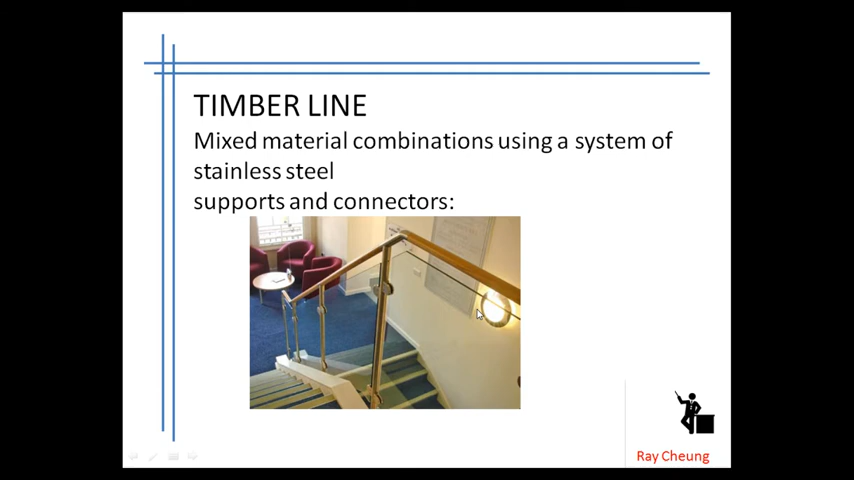 TIMBER LINE
Mixed material combinations using a system of
stainless steel
supports and connectors:
Ray Cheung